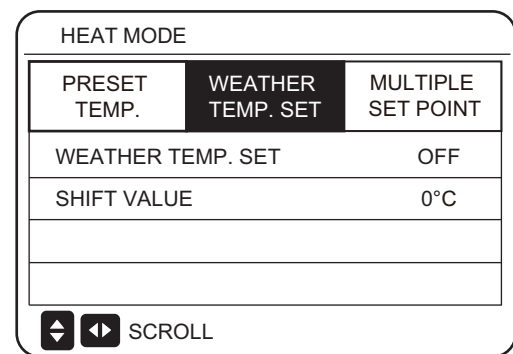 HEAT MODE
PRESET TEMP.
WEATHER TEMP. SET
MULTIPLE SET POINT
WEATHER TEMP. SET OFF
SHIFT VALUE 0°C
SCROLL